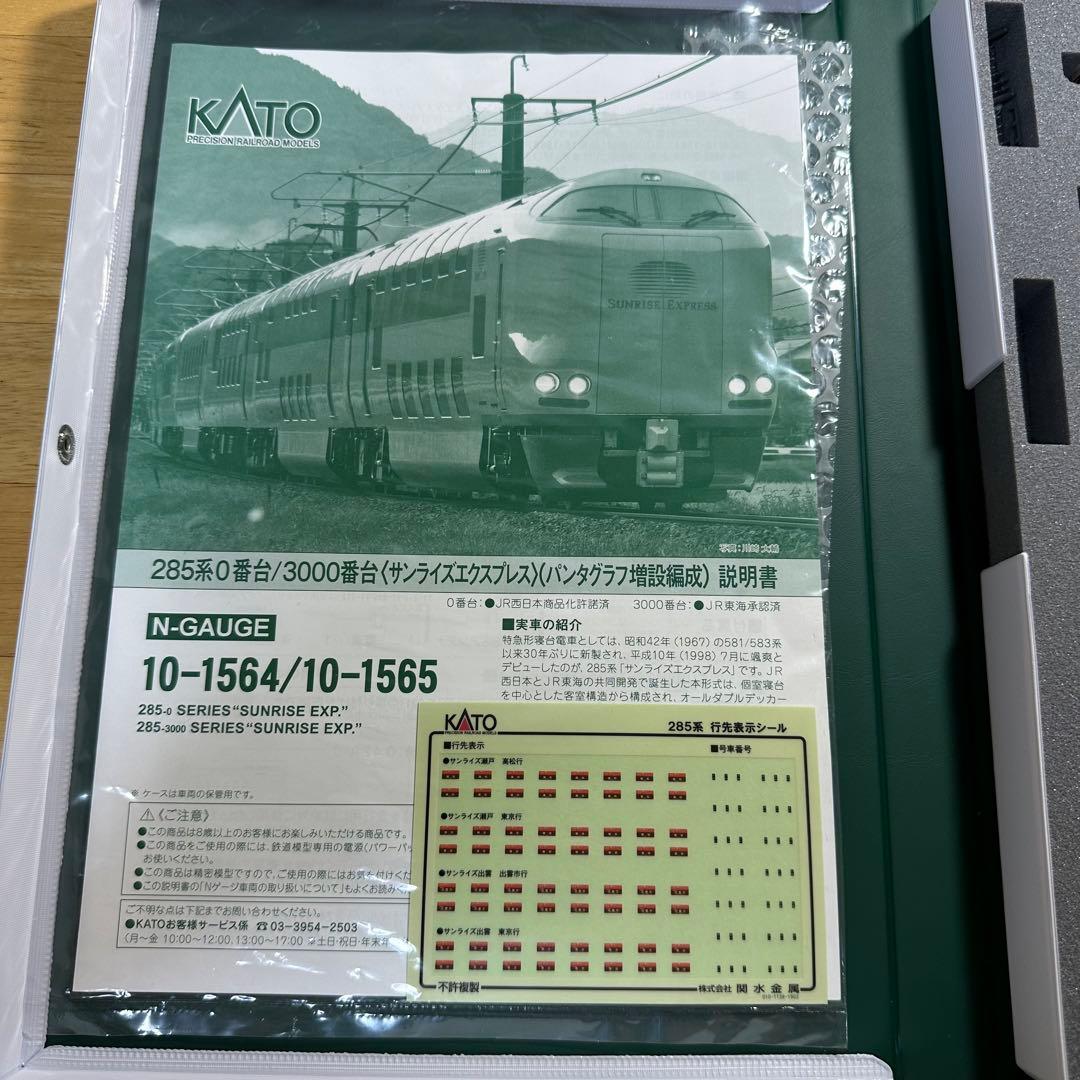 KATO
PRECISION RAILROAD MODELS
SUNRISE EXPRESS
写真：川崎 大輔
285系0番台/3000番台〈サンライズエクスプレス〉(パンタグラフ増設編成) 説明書
0番台：●JR西日本商品化許諾済 3000番台：●JR東海承認済
N-GAUGE
10-1564/10-1565
285-0 SERIES“SUNRISE EXP.”
285-3000 SERIES“SUNRISE EXP.”
■実車の紹介
特急形寝台電車としては、昭和42年(1967)の581/583系
以来30年ぶりに新製され、平成10年(1998)7月に颯爽と
デビューしたのが、285系「サンライズエクスプレス」です。JR
西日本とJR東海の共同開発で誕生した本形式は、個室寝台
を中心とした客室構造から構成され、オールダブルデッカー
※ ケースは車両の保管用です。
⚠《ご注意》
●この商品は8歳以上のお客様にお楽しみいただける商品です。
●この商品をご使用の際には、鉄道模型専用の電源(パワーパッ
お使いください。
●この商品は精密模型ですので、ご使用の際にはお気を付けくだ
●この説明書の「Nゲージ車両の取り扱いについて」もよくお読みくだ
ご不明な点は下記までお問い合わせください。
●KATOお客様サービス係 ☎03-3954-2503
(月～金 10:00～12:00、13:00～17:00 ※土日・祝日・年末年
KATO
PRECISION RAILROAD MODELS
285系 行先表示シール
■行先表示
■号車番号
●サンライズ瀬戸 高松行
●サンライズ瀬戸 東京行
●サンライズ出雲 出雲市行
●サンライズ出雲 東京行
不許複製
株式会社 関水金属